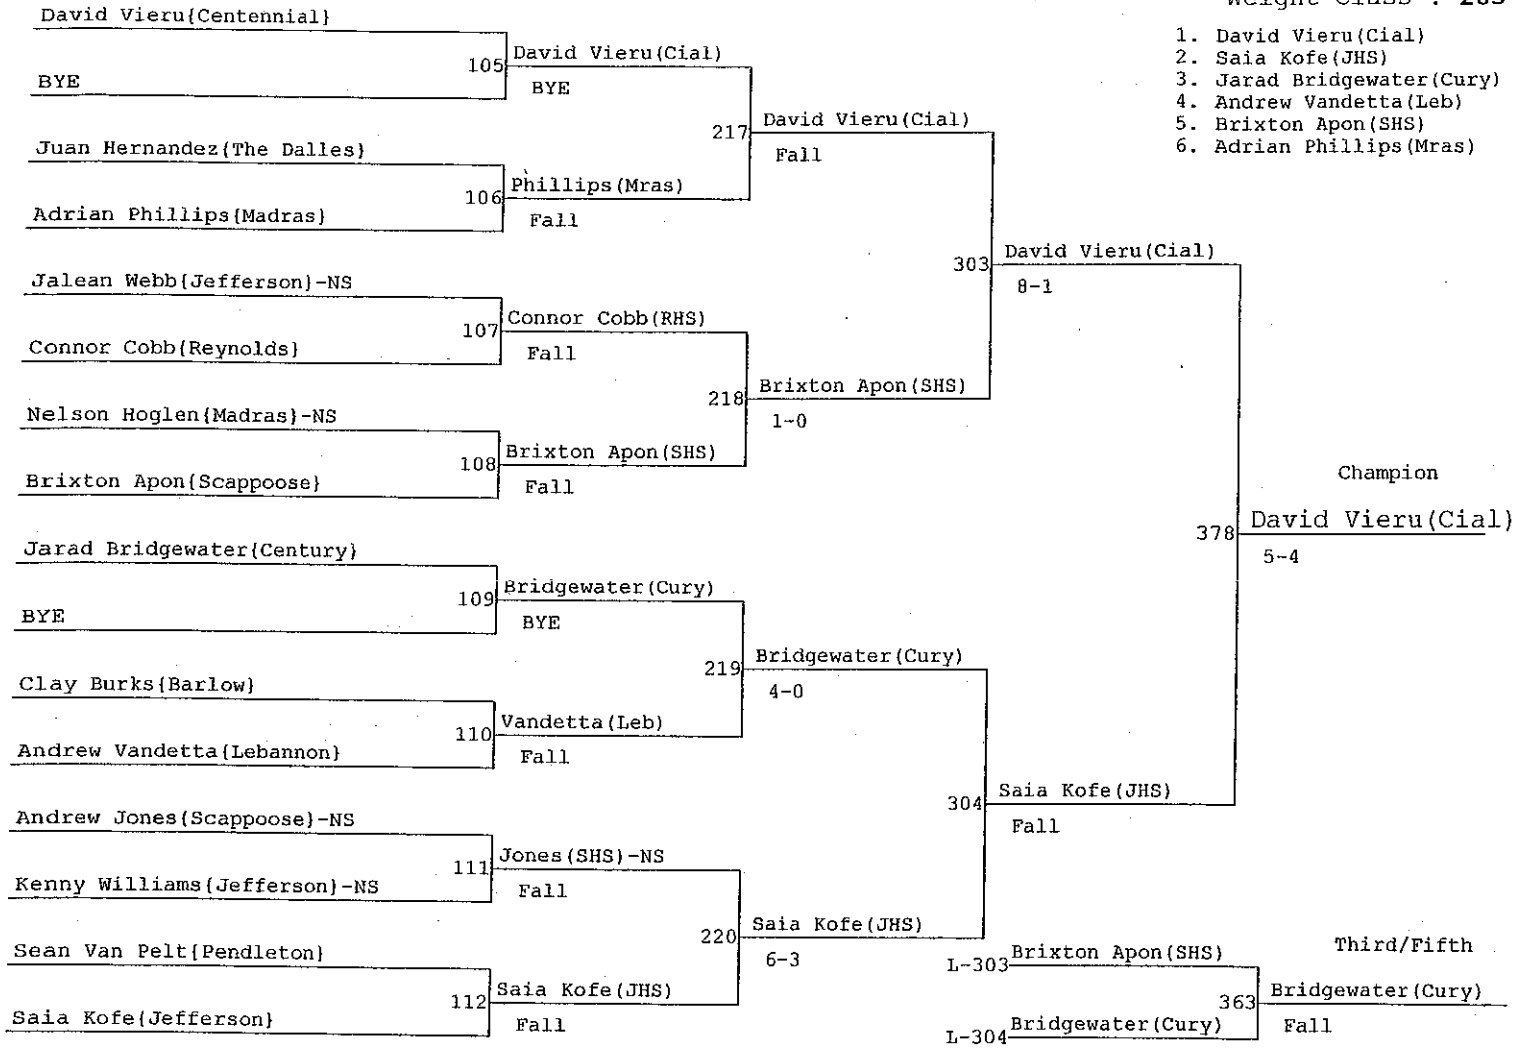 Weight Class : 285
1. David Vieru(Cial)
2. Saia Kofe(JHS)
3. Jarad Bridgewater(Cury)
4. Andrew Vandetta(Leb)
5. Brixton Apon(SHS)
6. Adrian Phillips(Mras)
David Vieru{Centennial}
105 David Vieru(Cial)
BYE
BYE
217 David Vieru(Cial)
Fall
Juan Hernandez{The Dalles}
106 Phillips(Mras)
Fall
Adrian Phillips{Madras}
303 David Vieru(Cial)
8-1
Jalean Webb{Jefferson}-NS
107 Connor Cobb(RHS)
Fall
Connor Cobb{Reynolds}
218 Brixton Apon(SHS)
1-0
Nelson Hoglen{Madras}-NS
108 Brixton Apon(SHS)
Fall
Brixton Apon{Scappoose}
Champion
378 David Vieru(Cial)
5-4
Jarad Bridgewater{Century}
109 Bridgewater(Cury)
BYE
BYE
219 Bridgewater(Cury)
4-0
Clay Burks{Barlow}
110 Vandetta(Leb)
Fall
Andrew Vandetta{Lebannon}
304 Saia Kofe(JHS)
Fall
Andrew Jones{Scappoose}-NS
111 Jones(SHS)-NS
Fall
Kenny Williams{Jefferson}-NS
220 Saia Kofe(JHS)
6-3
Sean Van Pelt{Pendleton}
112 Saia Kofe(JHS)
Fall
Saia Kofe{Jefferson}
Third/Fifth
L-303 Brixton Apon(SHS)
363 Bridgewater(Cury)
Fall
L-304 Bridgewater(Cury)